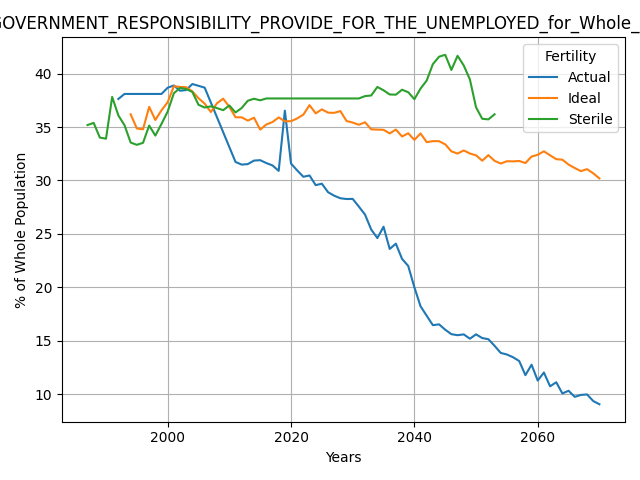 GOVERNMENT_RESPONSIBILITY_PROVIDE_FOR_THE_UNEMPLOYED_for_Whole_
Fertility
Actual
Ideal
Sterile
% of Whole Population
40
35
30
25
20
15
10
2000
2020
2040
2060
Years